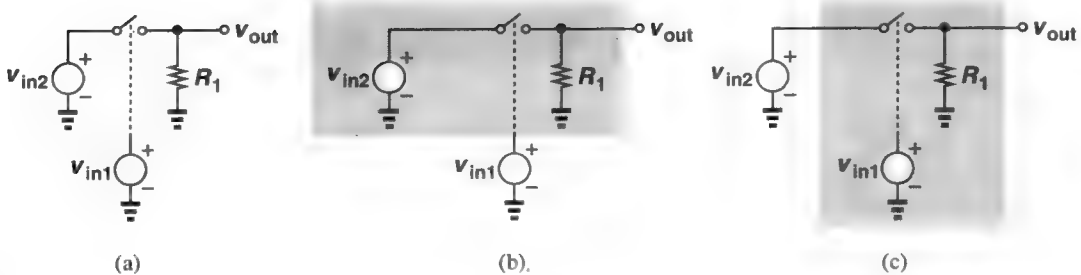 v_out
v_in2
+
−
R_1
v_in1
+
−
(a)
v_out
v_in2
+
−
R_1
v_in1
+
−
(b).
v_out
v_in2
+
−
R_1
v_in1
+
−
(c)